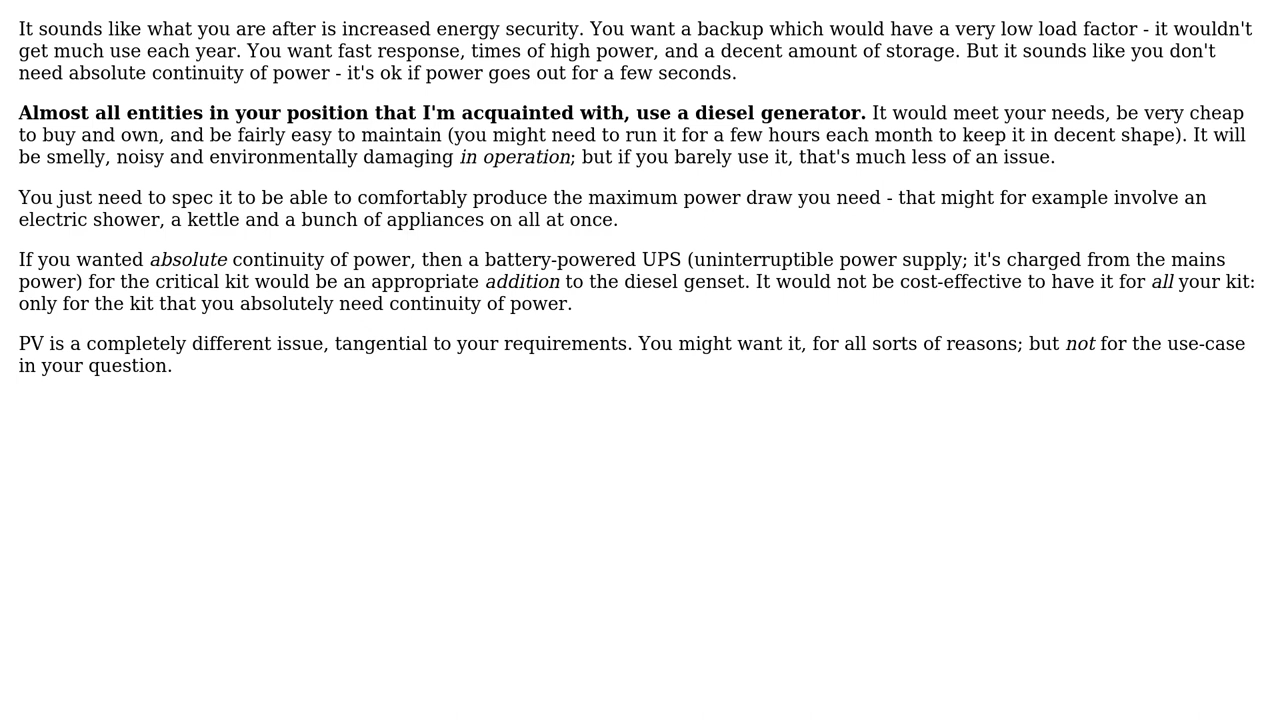 It sounds like what you are after is increased energy security. You want a backup which would have a very low load factor - it wouldn't
get much use each year. You want fast response, times of high power, and a decent amount of storage. But it sounds like you don't
need absolute continuity of power - it's ok if power goes out for a few seconds.
Almost all entities in your position that I'm acquainted with, use a diesel generator. It would meet your needs, be very cheap
to buy and own, and be fairly easy to maintain (you might need to run it for a few hours each month to keep it in decent shape). It will
be smelly, noisy and environmentally damaging in operation; but if you barely use it, that's much less of an issue.
You just need to spec it to be able to comfortably produce the maximum power draw you need - that might for example involve an
electric shower, a kettle and a bunch of appliances on all at once.
If you wanted absolute continuity of power, then a battery-powered UPS (uninterruptible power supply; it's charged from the mains
power) for the critical kit would be an appropriate addition to the diesel genset. It would not be cost-effective to have it for all your kit:
only for the kit that you absolutely need continuity of power.
PV is a completely different issue, tangential to your requirements. You might want it, for all sorts of reasons; but not for the use-case
in your question.